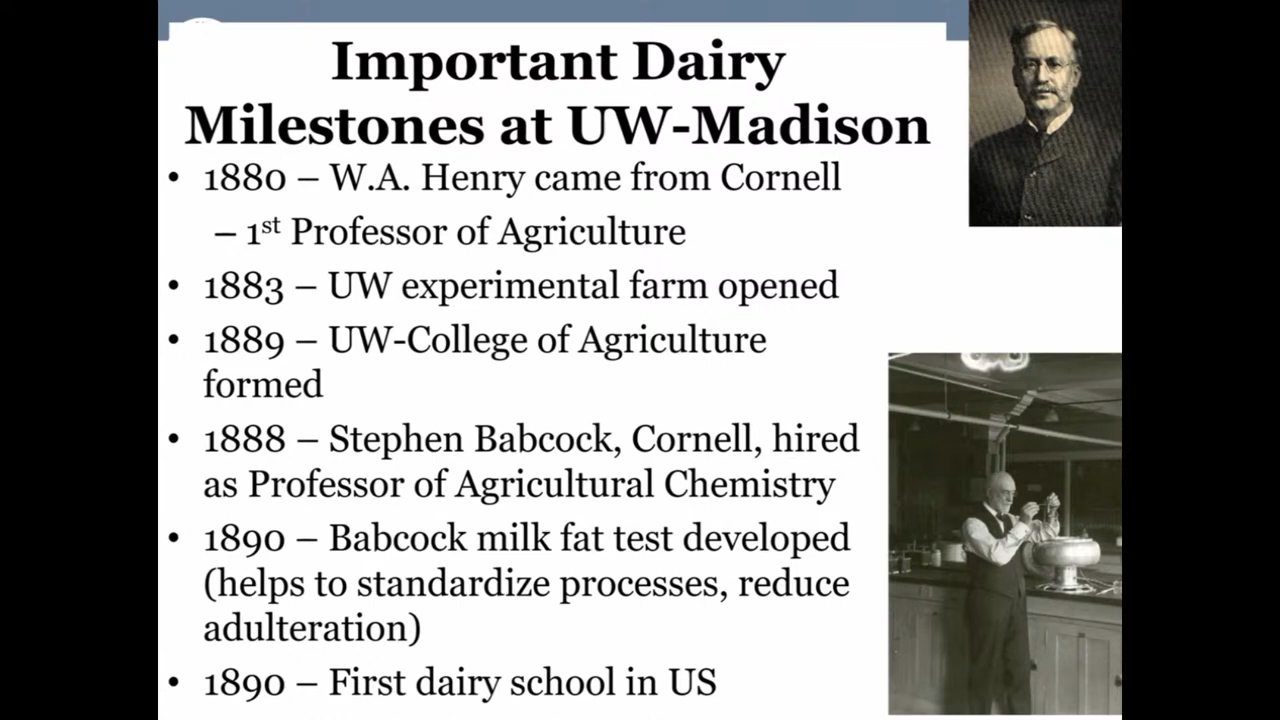 Important Dairy
Milestones at UW-Madison
• 1880 – W.A. Henry came from Cornell
– 1st Professor of Agriculture
• 1883 – UW experimental farm opened
• 1889 – UW-College of Agriculture
formed
• 1888 – Stephen Babcock, Cornell, hired
as Professor of Agricultural Chemistry
• 1890 – Babcock milk fat test developed
(helps to standardize processes, reduce
adulteration)
• 1890 – First dairy school in US